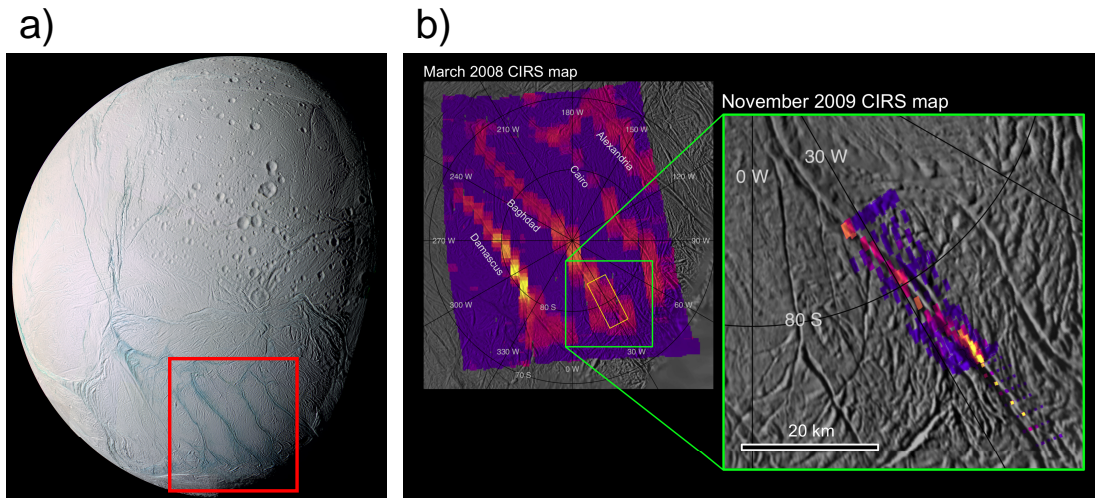 a)
b)
March 2008 CIRS map
180 W
210 W
150 W
240 W
120 W
270 W
90 W
300 W
60 W
330 W
30 W
0 W
80 S
70 S
Alexandria
Cairo
Baghdad
Damascus
November 2009 CIRS map
30 W
0 W
80 S
20 km